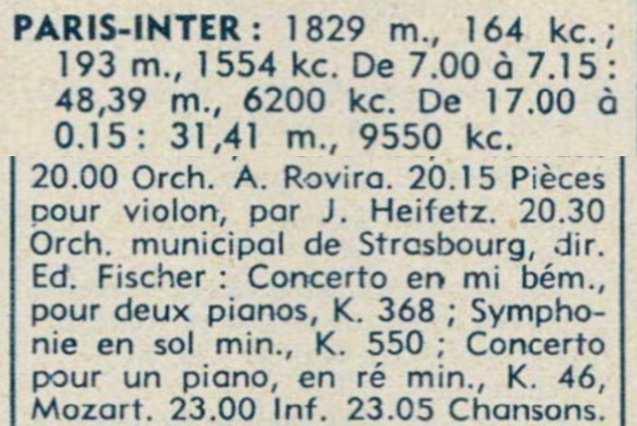 PARIS-INTER : 1829 m., 164 kc. ;
193 m., 1554 kc. De 7.00 à 7.15 :
48,39 m., 6200 kc. De 17.00 à
0.15 : 31,41 m., 9550 kc.
20.00 Orch. A. Rovira. 20.15 Pièces
pour violon, par J. Heifetz. 20.30
Orch. municipal de Strasbourg, dir.
Ed. Fischer : Concerto en mi bém.,
pour deux pianos, K. 368 ; Sympho-
nie en sol min., K. 550 ; Concerto
pour un piano, en ré min., K. 46,
Mozart. 23.00 Inf. 23.05 Chansons.